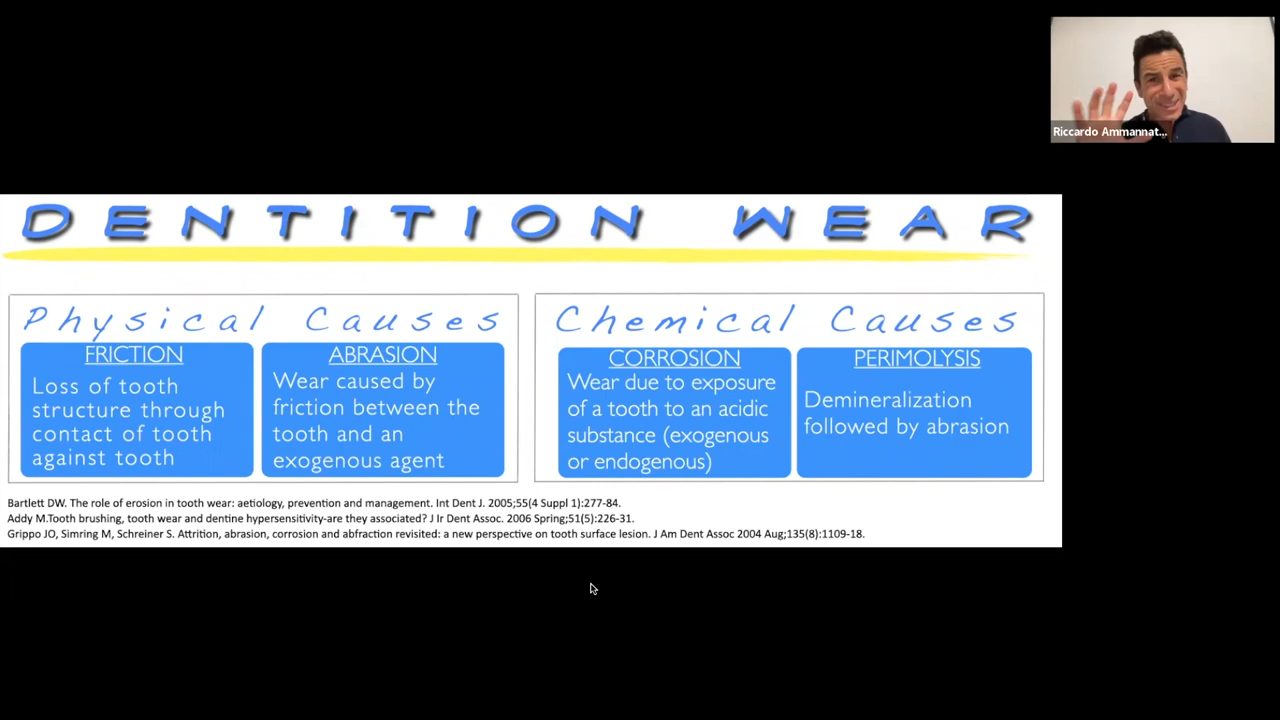 Riccardo Ammannat...
DENTITION WEAR
Physical Causes
FRICTION
Loss of tooth
structure through
contact of tooth
against tooth
ABRASION
Wear caused by
friction between the
tooth and an
exogenous agent
Chemical Causes
CORROSION
Wear due to exposure
of a tooth to an acidic
substance (exogenous
or endogenous)
PERIMOLYSIS
Demineralization
followed by abrasion
Bartlett DW. The role of erosion in tooth wear: aetiology, prevention and management. Int Dent J. 2005;55(4 Suppl 1):277-84.
Addy M.Tooth brushing, tooth wear and dentine hypersensitivity-are they associated? J Ir Dent Assoc. 2006 Spring;51(5):226-31.
Grippo JO, Simring M, Schreiner S. Attrition, abrasion, corrosion and abfraction revisited: a new perspective on tooth surface lesion. J Am Dent Assoc 2004 Aug;135(8):1109-18.